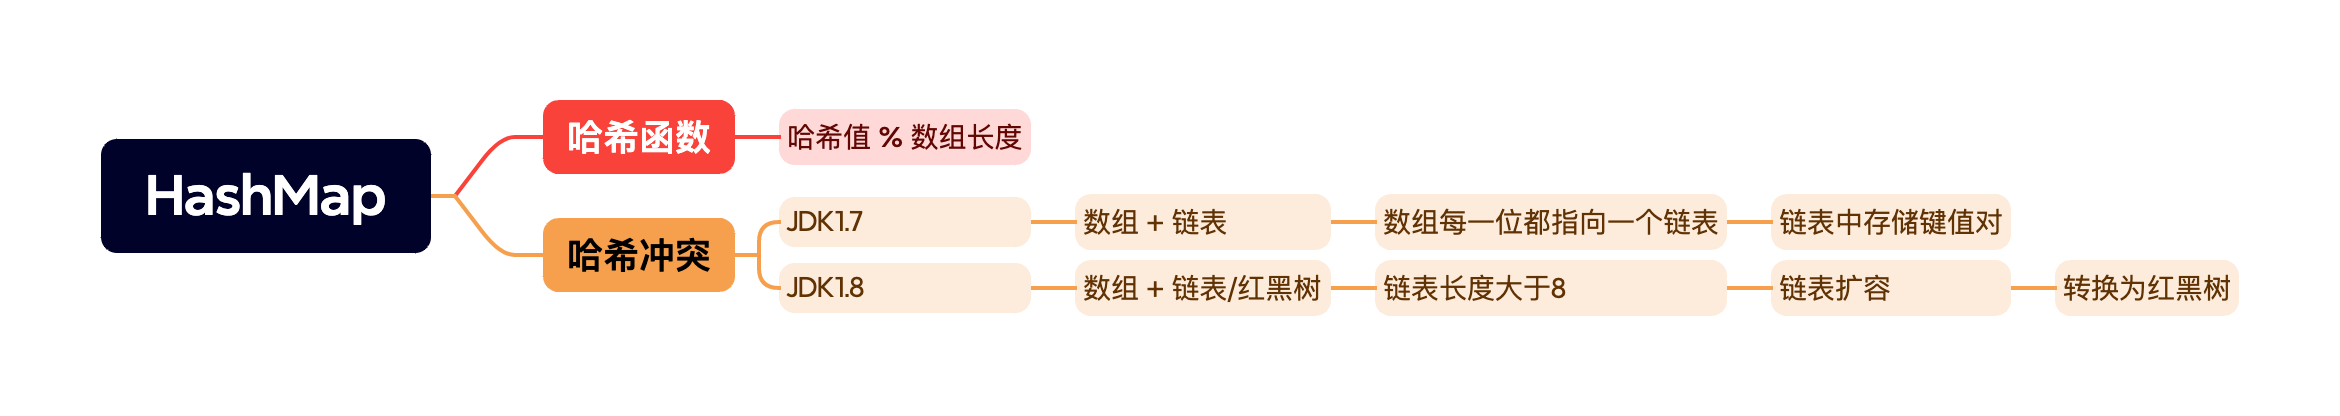 HashMap
哈希函数
哈希值 % 数组长度
哈希冲突
JDK1.7
数组 + 链表
数组每一位都指向一个链表
链表中存储键值对
JDK1.8
数组 + 链表/红黑树
链表长度大于8
链表扩容
转换为红黑树